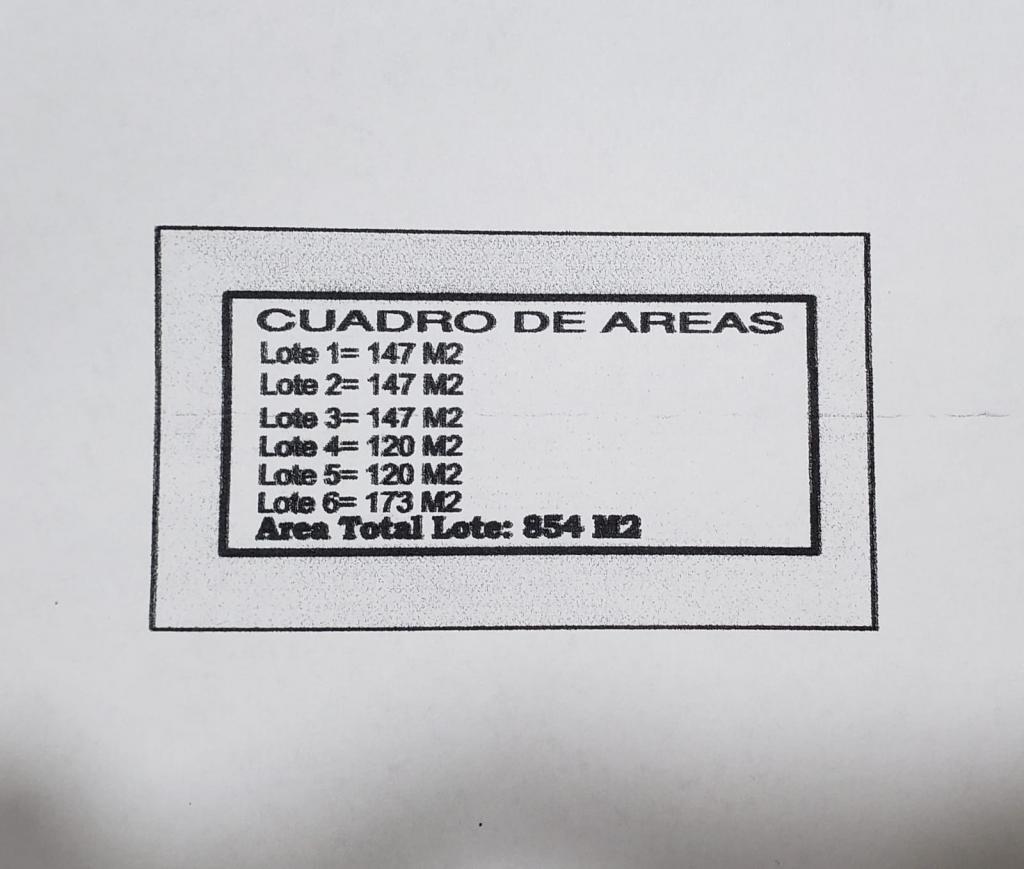 CUADRO DE AREAS
Lote 1= 147 M2
Lote 2= 147 M2
Lote 3= 147 M2
Lote 4= 120 M2
Lote 5= 120 M2
Lote 6= 173 M2
Area Total Lote: 854 M2